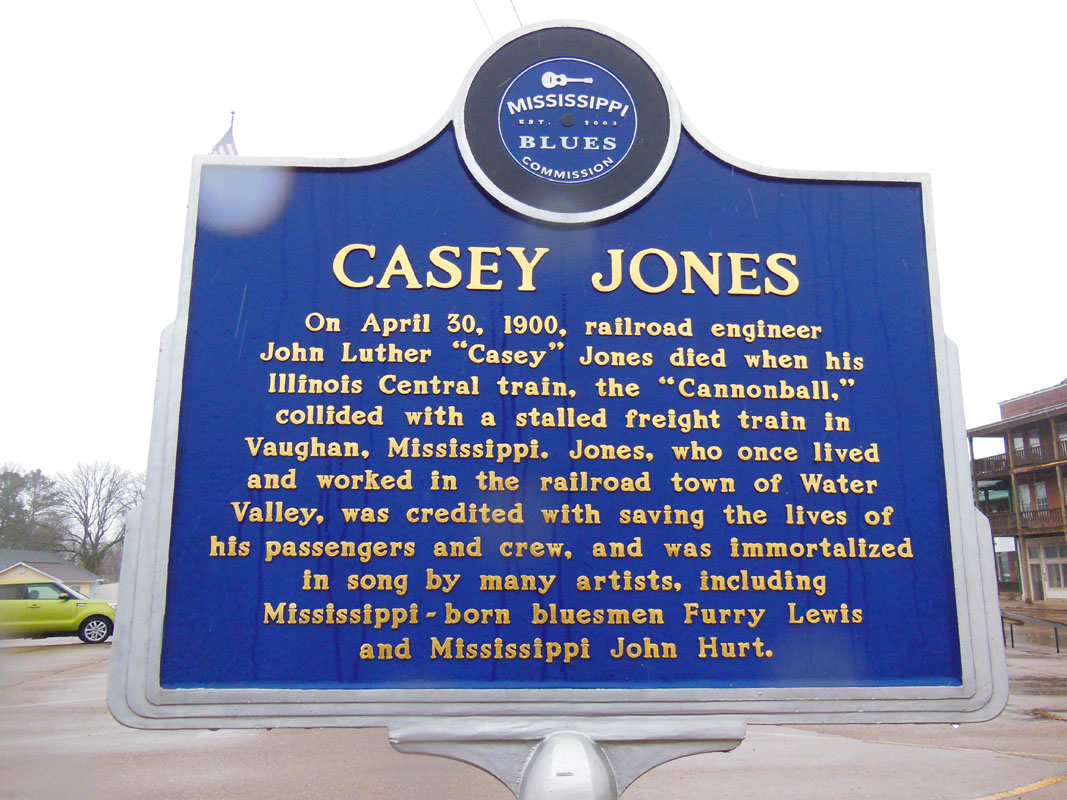 MISSISSIPPI
EST. 2003
BLUES
COMMISSION
CASEY JONES
On April 30, 1900, railroad engineer
John Luther “Casey” Jones died when his
Illinois Central train, the “Cannonball,”
collided with a stalled freight train in
Vaughan, Mississippi. Jones, who once lived
and worked in the railroad town of Water
Valley, was credited with saving the lives of
his passengers and crew, and was immortalized
in song by many artists, including
Mississippi-born bluesmen Furry Lewis
and Mississippi John Hurt.